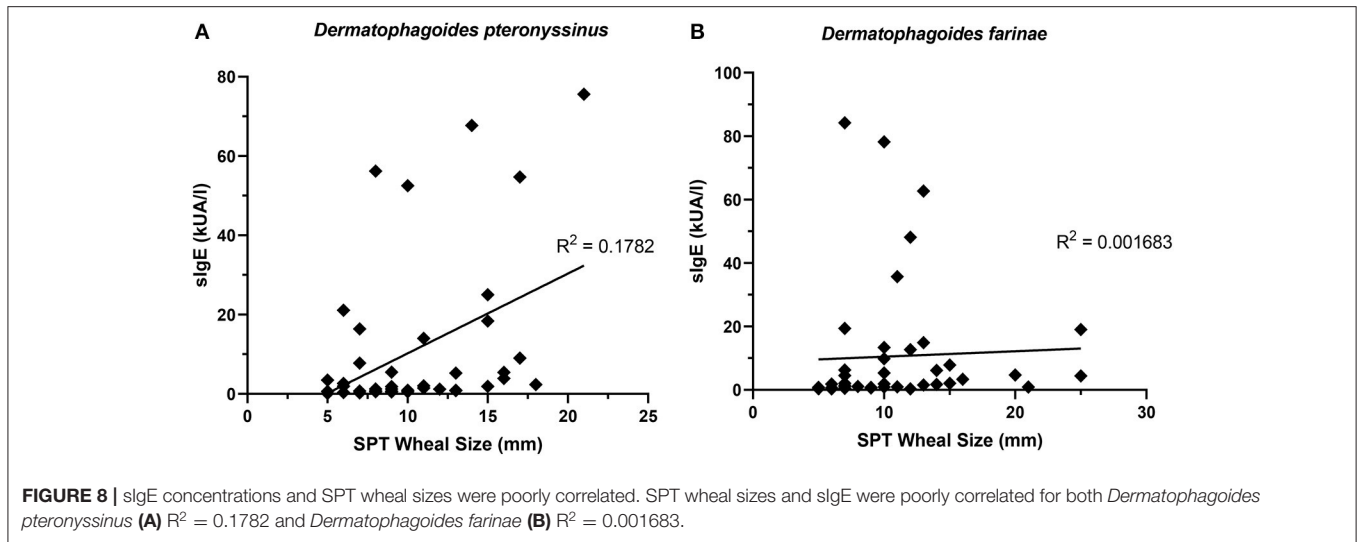 A
Dermatophagoides pteronyssinus
80
60
40
20
0
sIgE (kUA/l)
R² = 0.1782
0
5
10
15
20
25
SPT Wheal Size (mm)
B
Dermatophagoides farinae
100
80
60
40
20
0
sIgE (kUA/l)
R² = 0.001683
0
10
20
30
SPT Wheal Size (mm)
FIGURE 8 | sIgE concentrations and SPT wheal sizes were poorly correlated. SPT wheal sizes and sIgE were poorly correlated for both Dermatophagoides
pteronyssinus (A) R² = 0.1782 and Dermatophagoides farinae (B) R² = 0.001683.